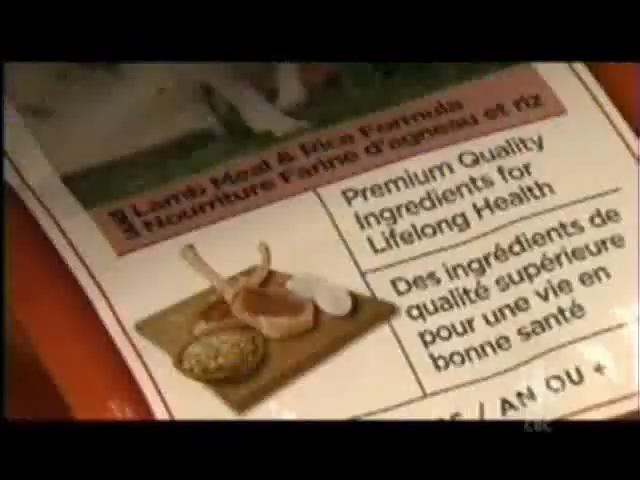 Lamb Meal & Rice Formula
Nourriture Farine d'agneau et riz
Premium Quality
Ingredients for
Lifelong Health
Des ingrédients de
qualité supérieure
pour une vie en
bonne santé
/ AN OU +
CBC